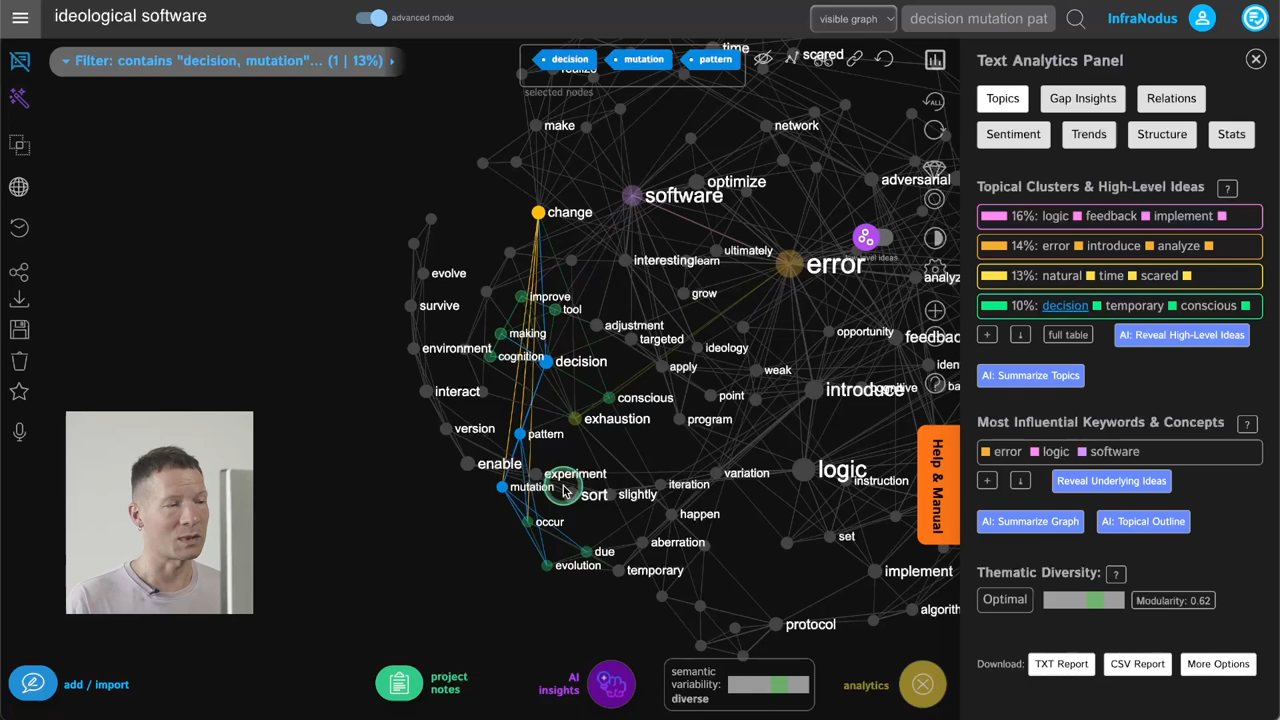 ideological software
advanced mode
visible graph
decision mutation pat
InfraNodus
Filter: contains "decision, mutation"... (1 | 13%)
decision
mutation
pattern
selected nodes
time
scared
make
network
optimize
software
adversarial
change
ultimately
interesting
learn
error
evolve
grow
analyz
survive
improve
tool
making
adjustment
targeted
opportunity
feedbac
environment
cognition
decision
ideology
apply
weak
iden
interact
conscious
point
introduce
ba
exhaustion
program
version
pattern
enable
experiment
variation
logic
instruction
mutation
sort
slightly
iteration
occur
happen
set
due
aberration
evolution
temporary
implement
algorith
protocol
add / import
project
notes
AI
insights
semantic
variability:
diverse
analytics
Help & Manual
Text Analytics Panel
Topics
Gap Insights
Relations
Sentiment
Trends
Structure
Stats
Topical Clusters & High-Level Ideas ?
16%: logic feedback implement
14%: error introduce analyze
13%: natural time scared
10%: decision temporary conscious
+ ↓ full table AI: Reveal High-Level Ideas
AI: Summarize Topics
Most Influential Keywords & Concepts ?
error logic software
+ ↓ Reveal Underlying Ideas
AI: Summarize Graph AI: Topical Outline
Thematic Diversity: ?
Optimal Modularity: 0.62
Download: TXT Report CSV Report More Options